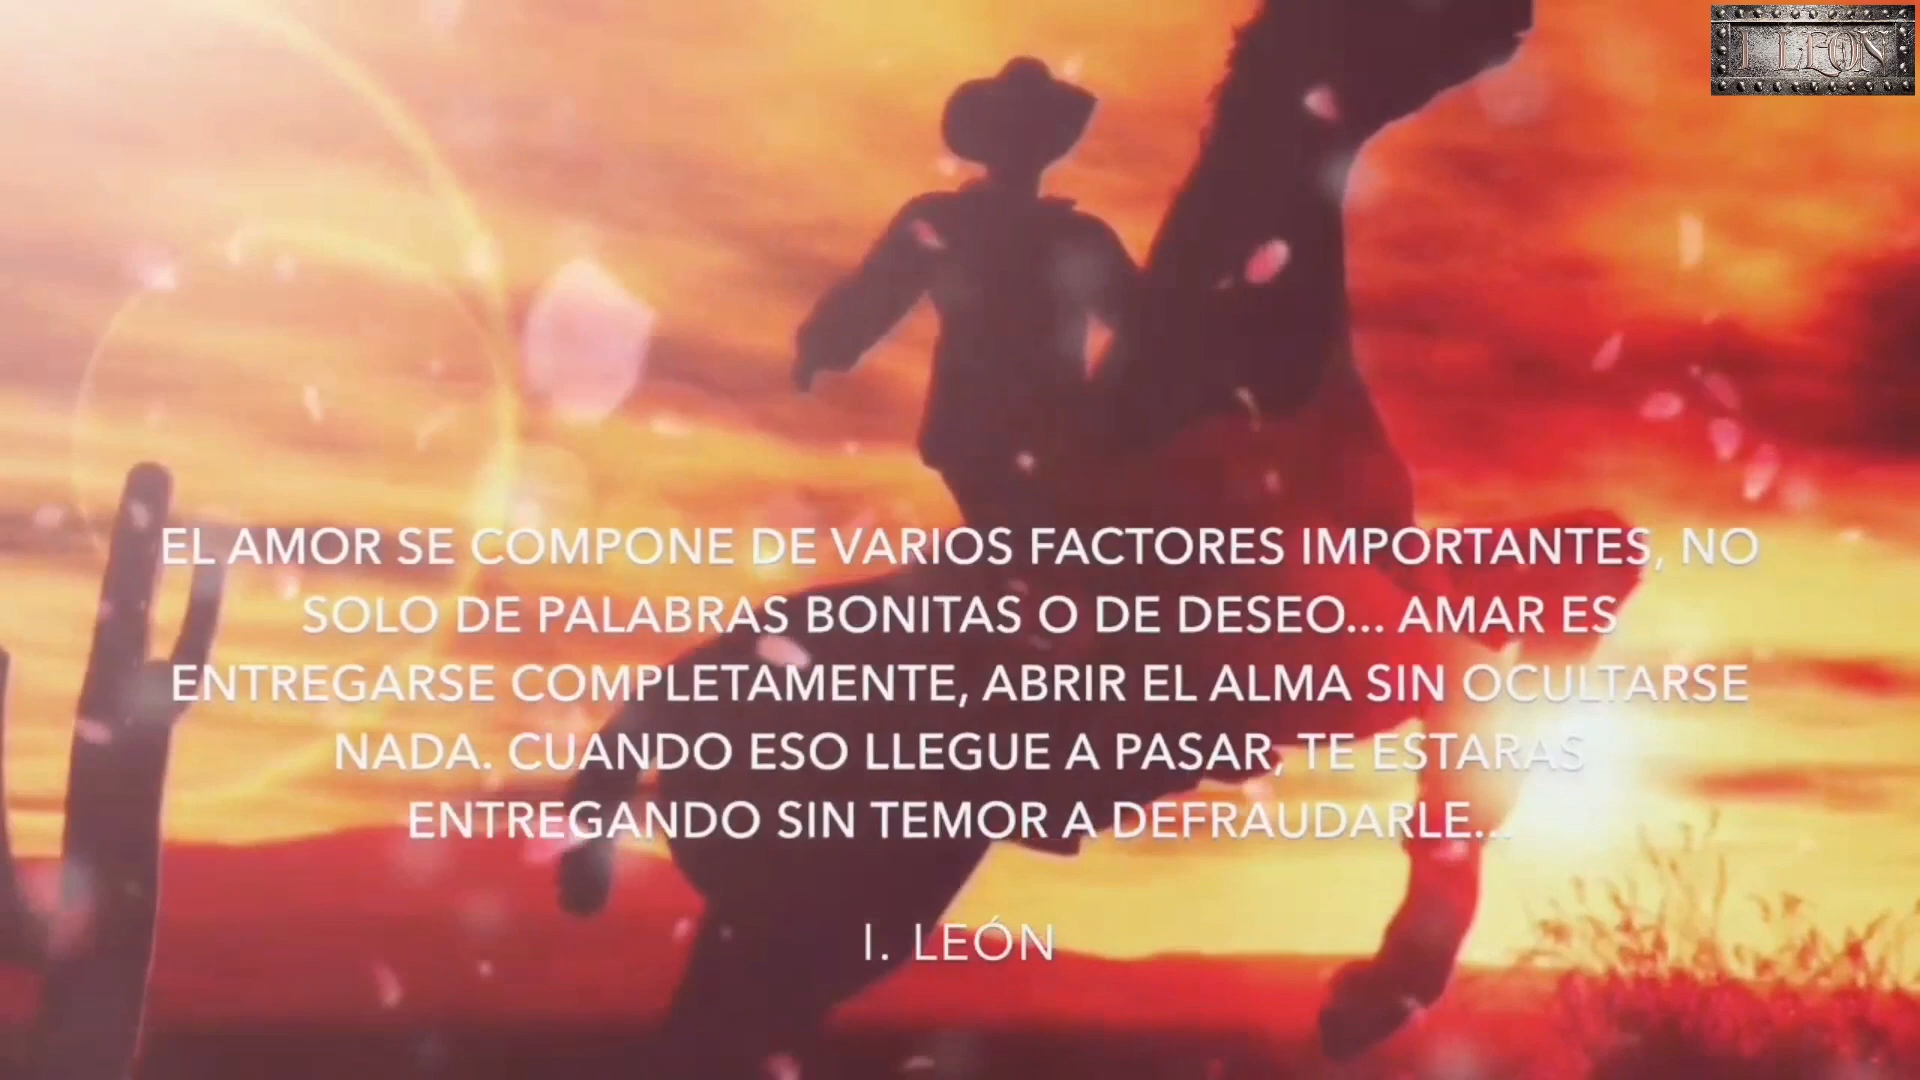 I LEON
EL AMOR SE COMPONE DE VARIOS FACTORES IMPORTANTES, NO
SOLO DE PALABRAS BONITAS O DE DESEO... AMAR ES
ENTREGARSE COMPLETAMENTE, ABRIR EL ALMA SIN OCULTARSE
NADA. CUANDO ESO LLEGUE A PASAR, TE ESTARAS
ENTREGANDO SIN TEMOR A DEFRAUDARLE...
I. LEÓN